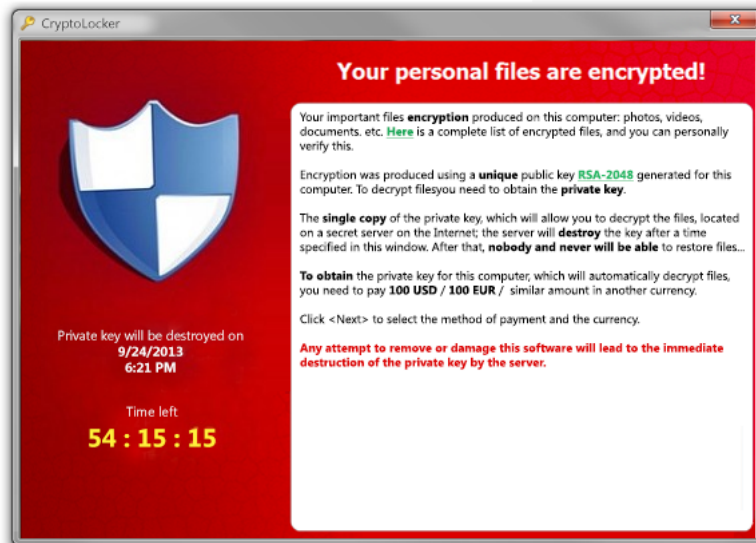 CryptoLocker
Your personal files are encrypted!
Your important files encryption produced on this computer: photos, videos,
documents. etc. Here is a complete list of encrypted files, and you can personally
verify this.
Encryption was produced using a unique public key RSA-2048 generated for this
computer. To decrypt filesyou need to obtain the private key.
The single copy of the private key, which will allow you to decrypt the files, located
on a secret server on the Internet; the server will destroy the key after a time
specified in this window. After that, nobody and never will be able to restore files...
To obtain the private key for this computer, which will automatically decrypt files,
you need to pay 100 USD / 100 EUR / similar amount in another currency.
Click <Next> to select the method of payment and the currency.
Any attempt to remove or damage this software will lead to the immediate
destruction of the private key by the server.
Private key will be destroyed on
9/24/2013
6:21 PM
Time left
54 : 15 : 15